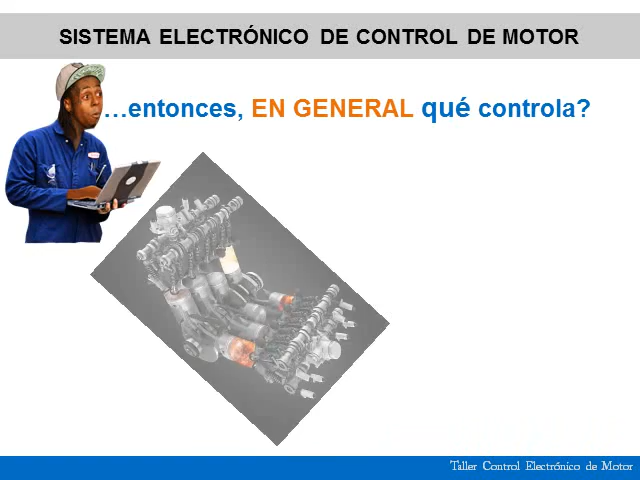 SISTEMA ELECTRÓNICO DE CONTROL DE MOTOR
…entonces, EN GENERAL qué controla?
Taller Control Electrónico de Motor